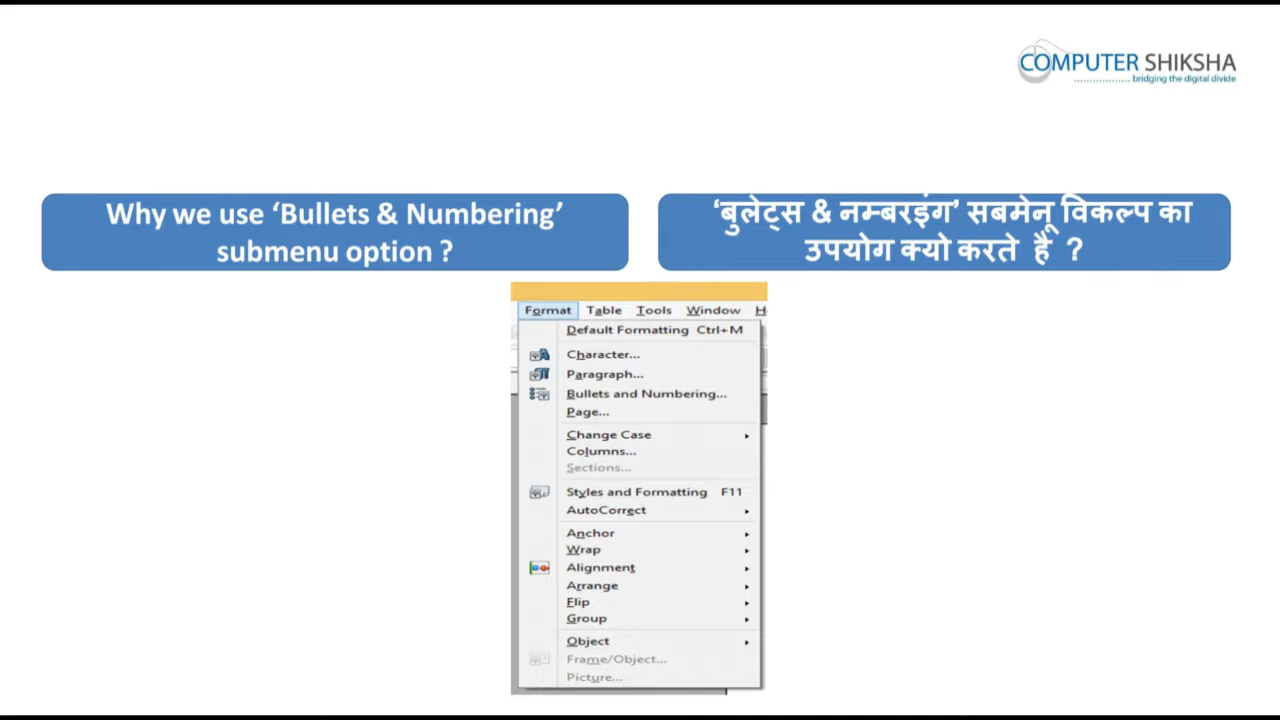 COMPUTER SHIKSHA
bridging the digital divide
Why we use ‘Bullets & Numbering’
submenu option ?
‘बुलेट्स & नम्बरइंग’ सबमेनू विकल्प का
उपयोग क्यो करते हैं ?
Format Table Tools Window H
Default Formatting Ctrl+M
Character...
Paragraph...
Bullets and Numbering...
Page...
Change Case
Columns...
Sections...
Styles and Formatting F11
AutoCorrect
Anchor
Wrap
Alignment
Arrange
Flip
Group
Object
Frame/Object...
Picture...